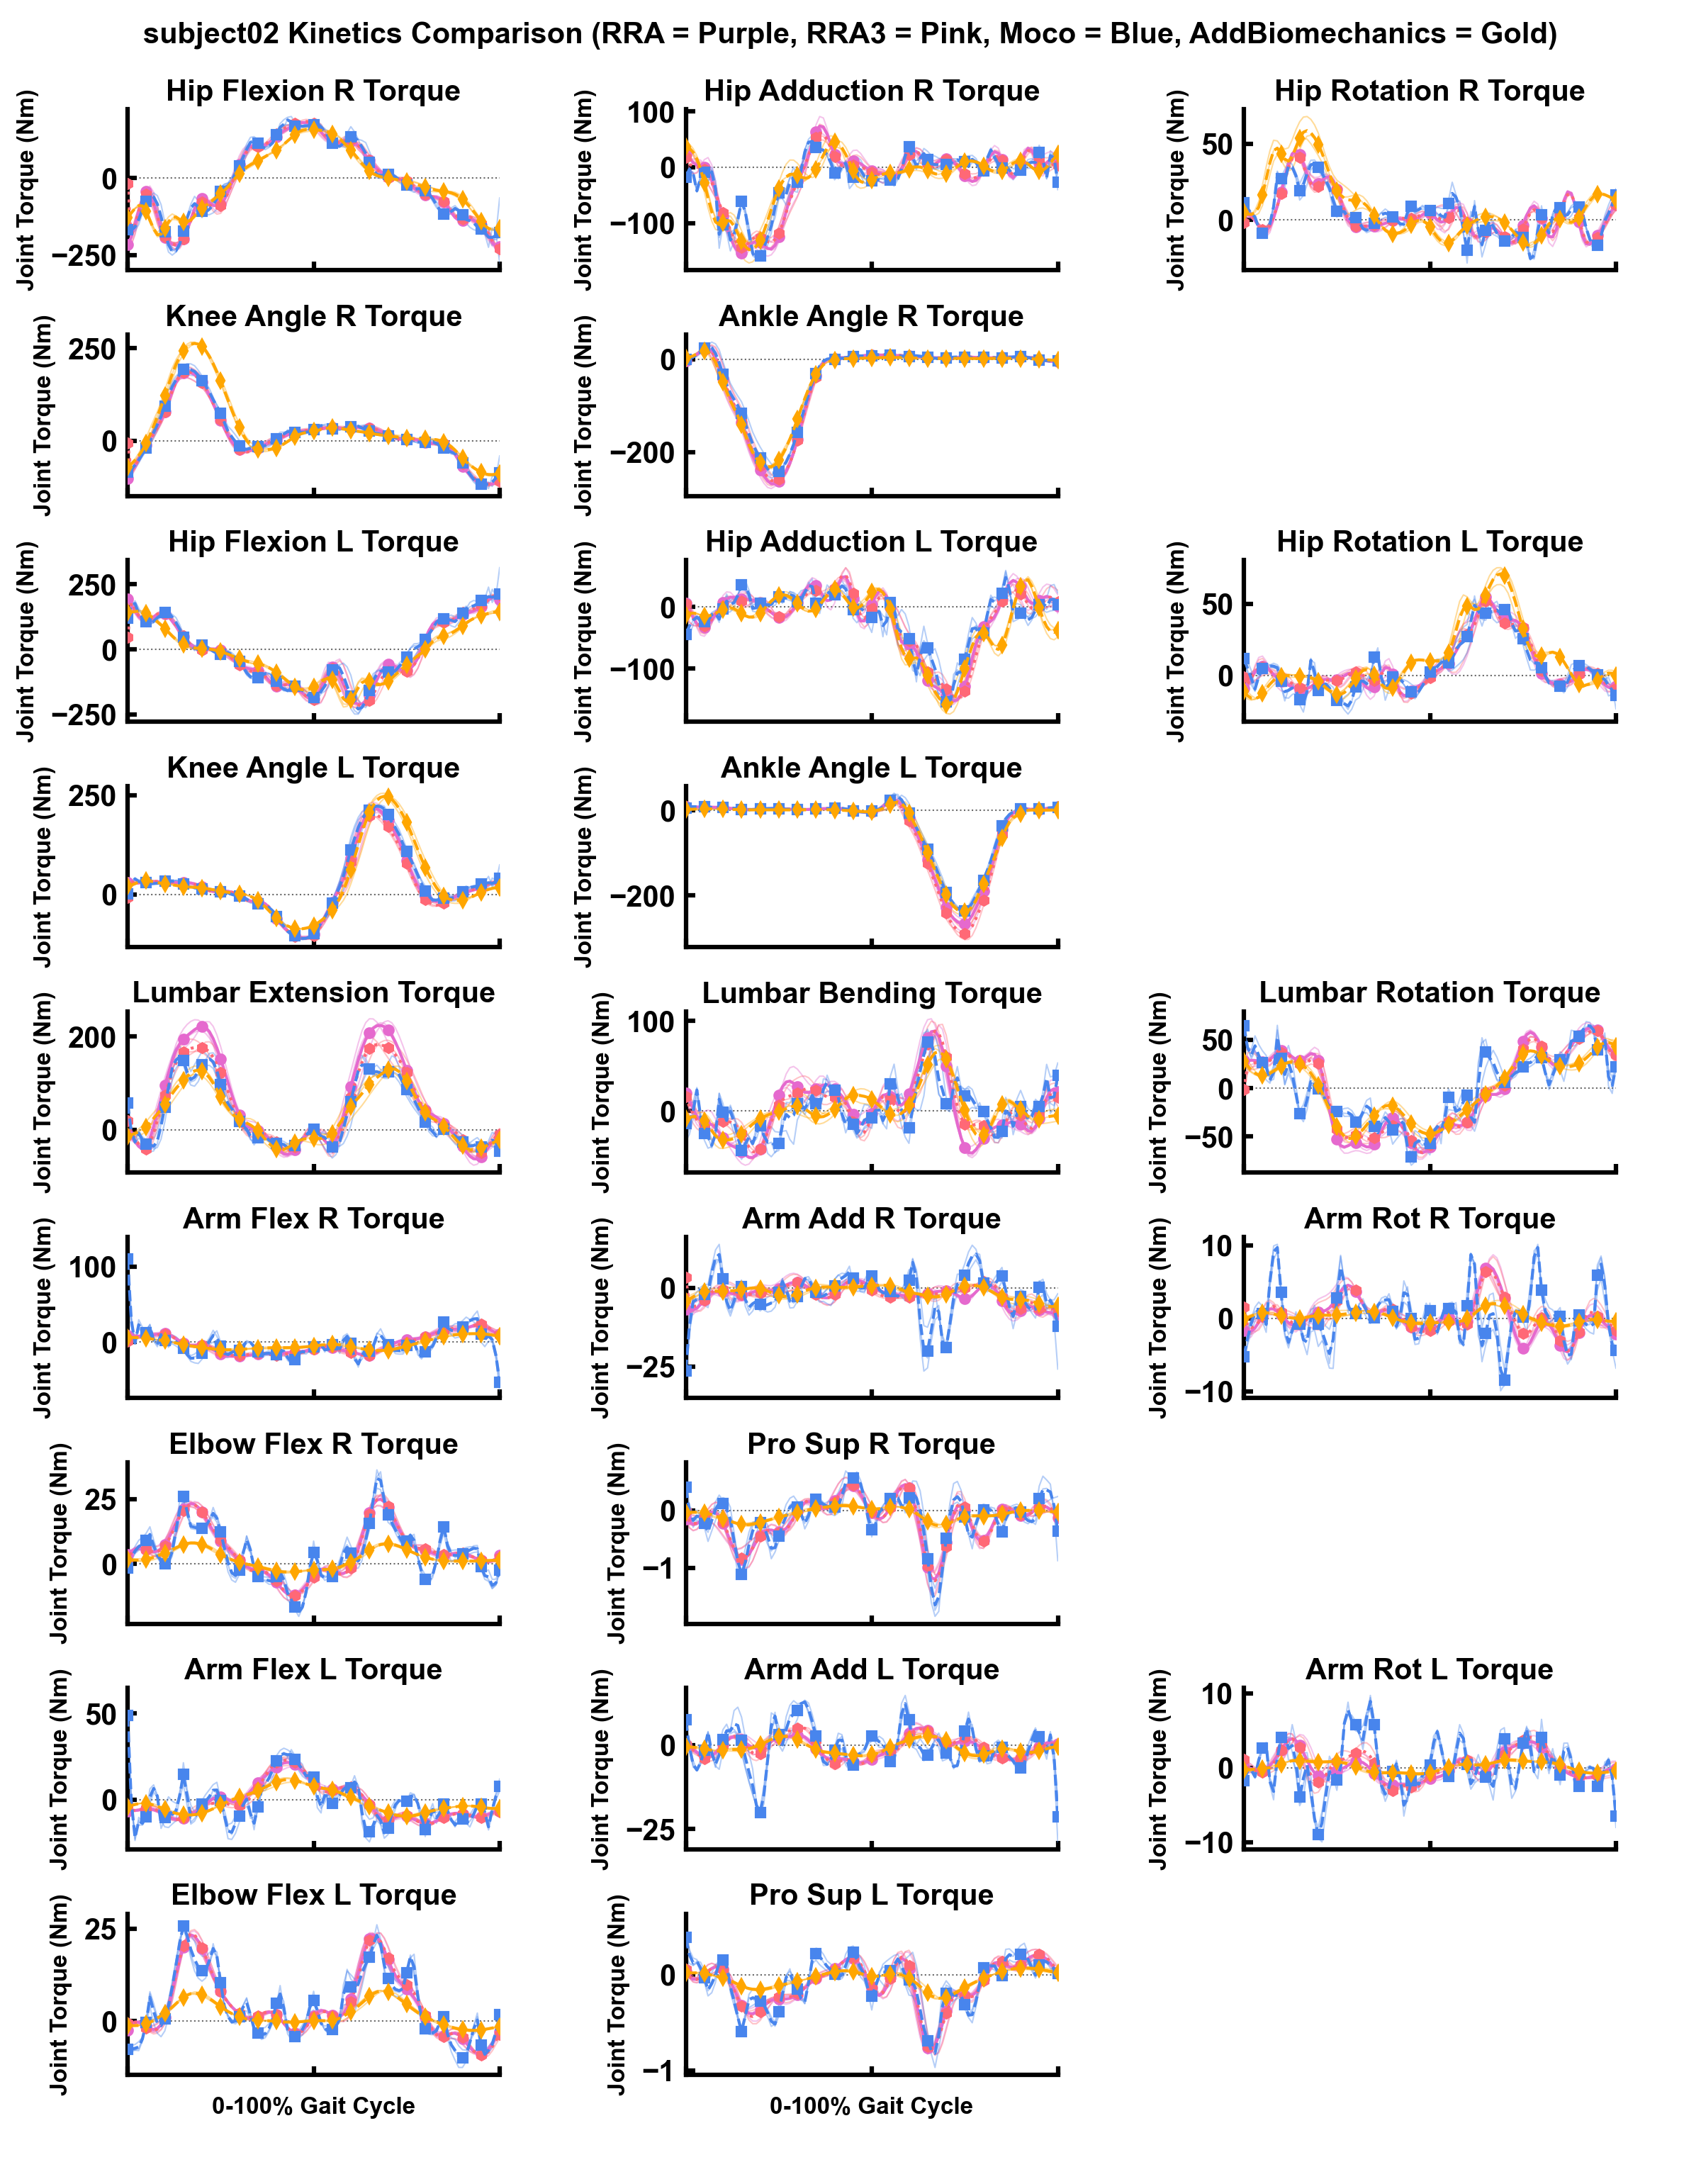 subject02 Kinetics Comparison (RRA = Purple, RRA3 = Pink, Moco = Blue, AddBiomechanics = Gold)
Hip Flexion R Torque
Joint Torque (Nm)
0
−250
Hip Adduction R Torque
Joint Torque (Nm)
100
0
−100
Hip Rotation R Torque
Joint Torque (Nm)
50
0
Knee Angle R Torque
Joint Torque (Nm)
250
0
Ankle Angle R Torque
Joint Torque (Nm)
0
−200
Hip Flexion L Torque
Joint Torque (Nm)
250
0
−250
Hip Adduction L Torque
Joint Torque (Nm)
0
−100
Hip Rotation L Torque
Joint Torque (Nm)
50
0
Knee Angle L Torque
Joint Torque (Nm)
250
0
Ankle Angle L Torque
Joint Torque (Nm)
0
−200
Lumbar Extension Torque
Joint Torque (Nm)
200
0
Lumbar Bending Torque
Joint Torque (Nm)
100
0
Lumbar Rotation Torque
Joint Torque (Nm)
50
0
−50
Arm Flex R Torque
Joint Torque (Nm)
100
0
Arm Add R Torque
Joint Torque (Nm)
0
−25
Arm Rot R Torque
Joint Torque (Nm)
10
0
−10
Elbow Flex R Torque
Joint Torque (Nm)
25
0
Pro Sup R Torque
Joint Torque (Nm)
0
−1
Arm Flex L Torque
Joint Torque (Nm)
50
0
Arm Add L Torque
Joint Torque (Nm)
0
−25
Arm Rot L Torque
Joint Torque (Nm)
10
0
−10
Elbow Flex L Torque
Joint Torque (Nm)
25
0
0-100% Gait Cycle
Pro Sup L Torque
Joint Torque (Nm)
0
−1
0-100% Gait Cycle